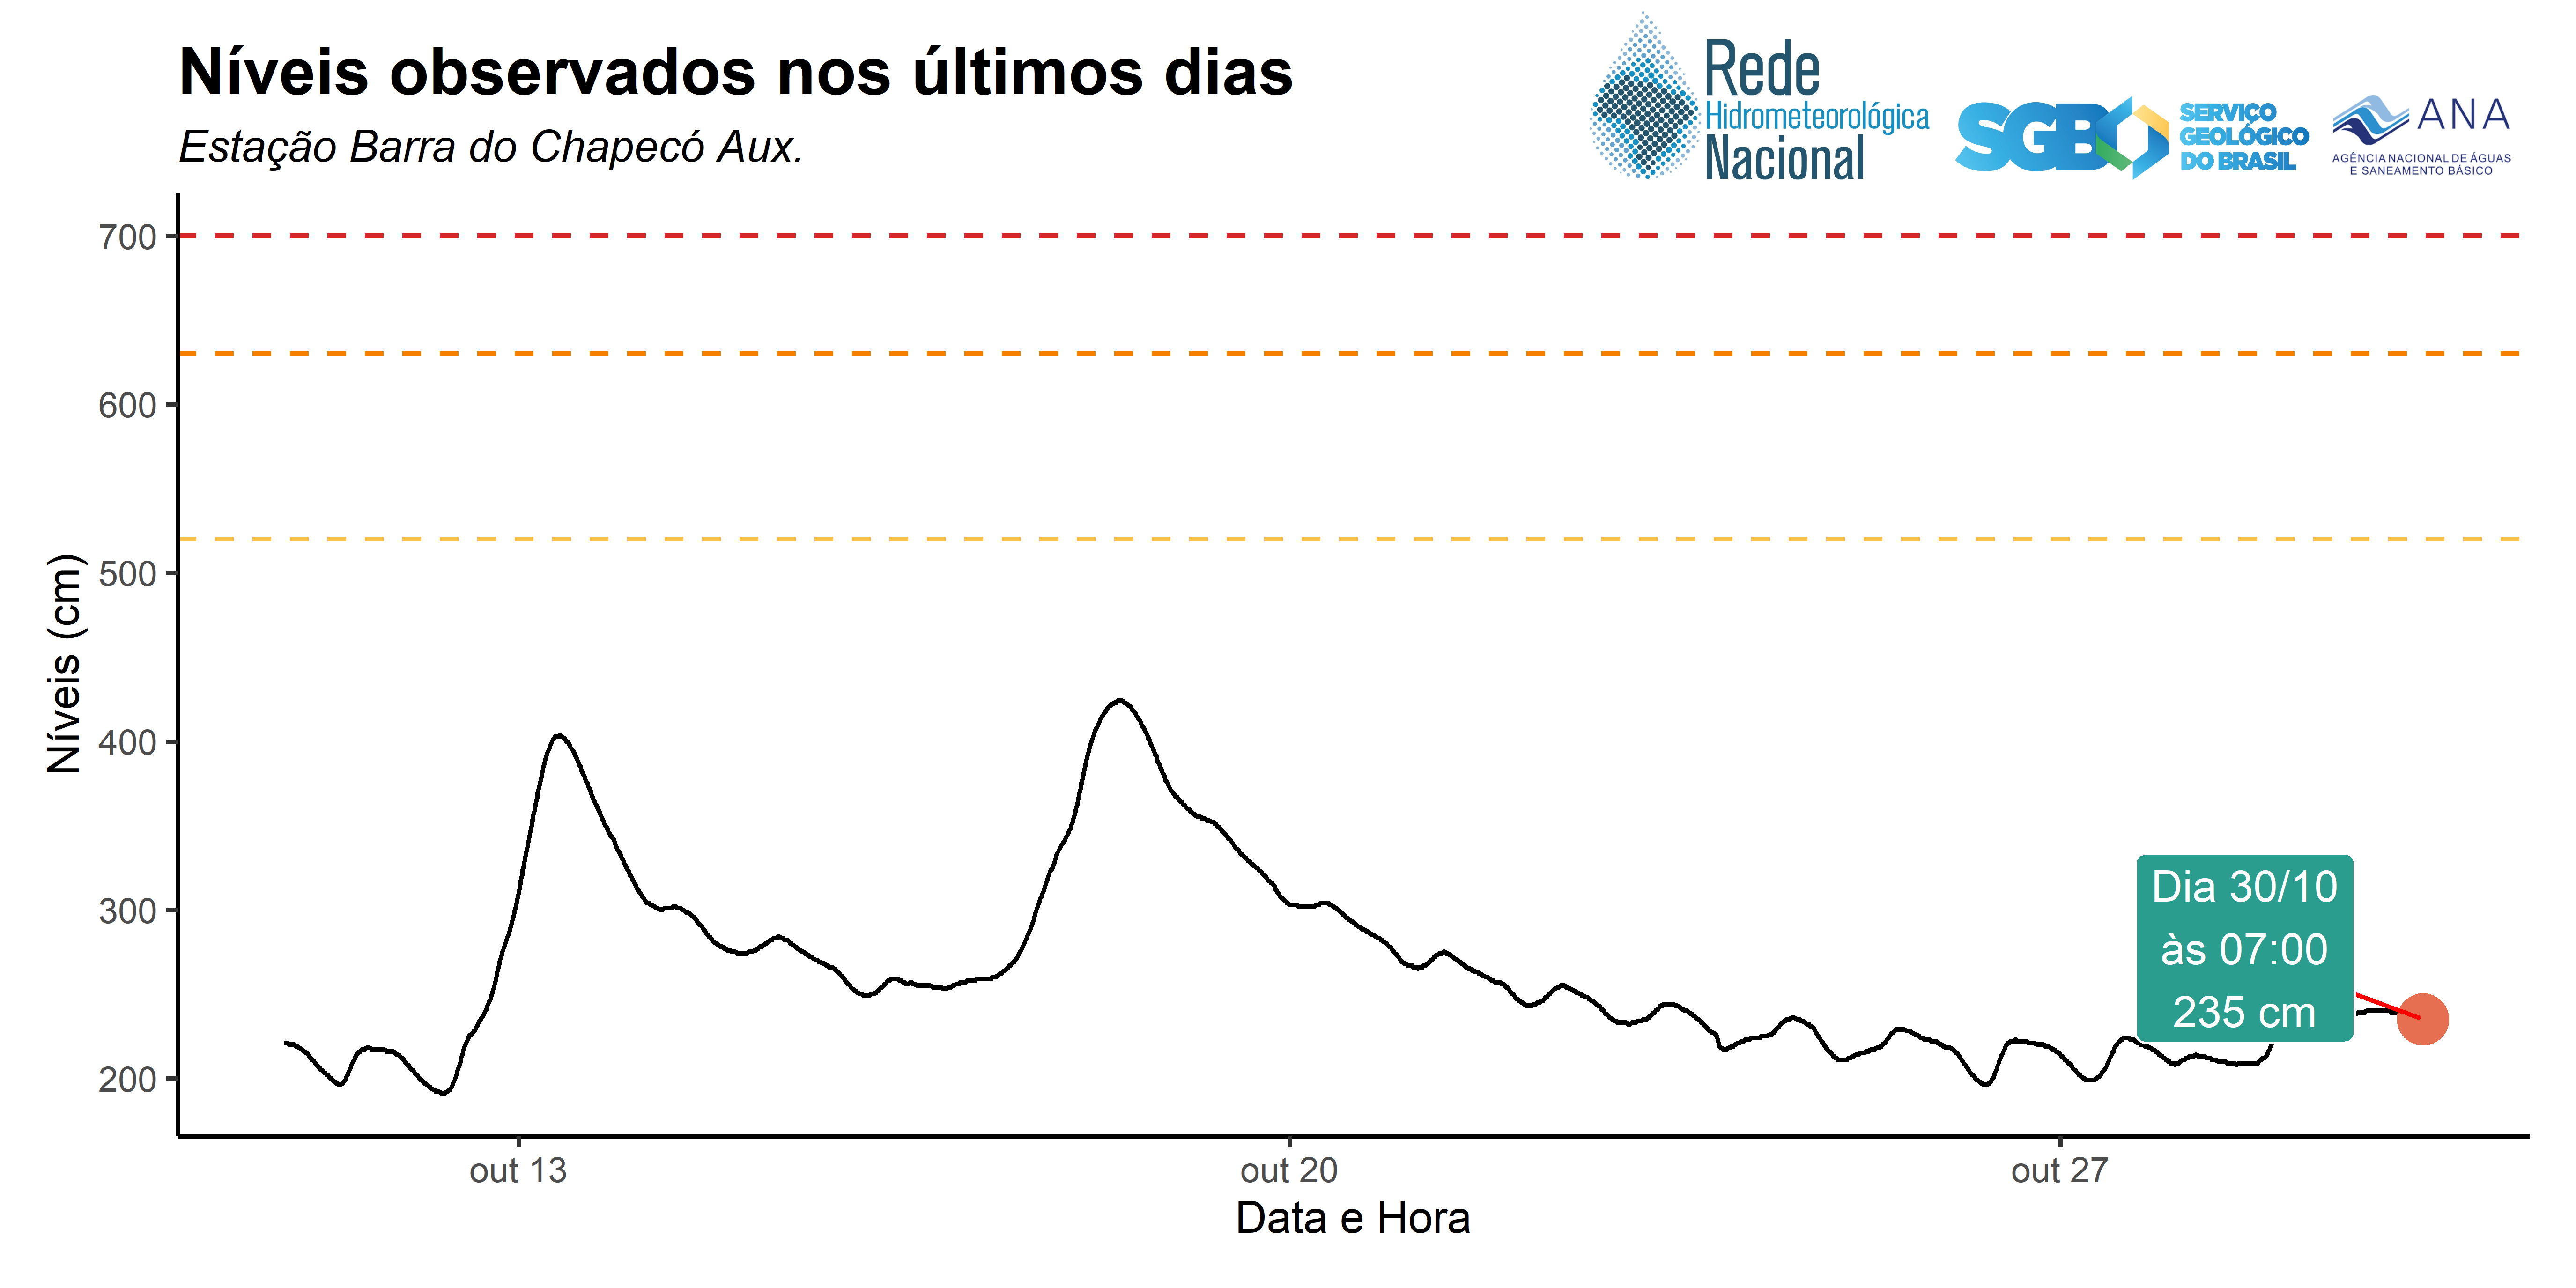 Níveis observados nos últimos dias
Estação Barra do Chapecó Aux.
Rede
Hidrometeorológica
Nacional
SGB
SERVIÇO
GEOLÓGICO
DO BRASIL
ANA
AGÊNCIA NACIONAL DE ÁGUAS
E SANEAMENTO BÁSICO
Níveis (cm)
700
600
500
400
300
200
Dia 30/10
às 07:00
235 cm
out 13
out 20
out 27
Data e Hora